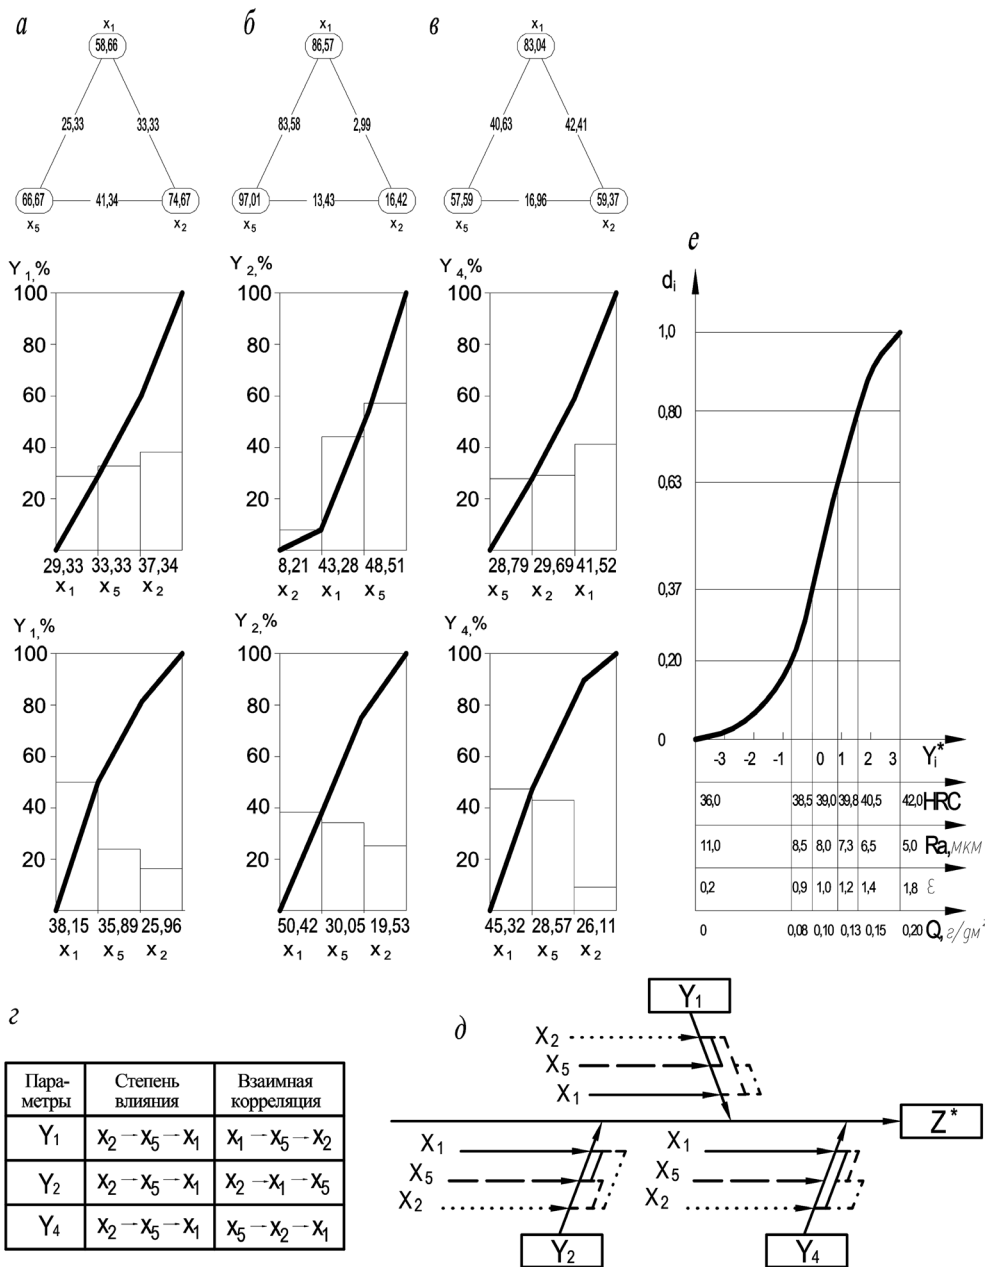 а б в
x1 x1 x1
58,66 86,57 83,04
25,33 33,33 83,58 2,99 40,63 42,41
66,67 41,34 74,67 97,01 13,43 16,42 57,59 16,96 59,37
x5 x2 x5 x2 x5 x2
Y 1,% Y 2,% Y 4,%
100 100 100
80 80 80
60 60 60
40 40 40
20 20 20
29,33 33,33 37,34 8,21 43,28 48,51 28,79 29,69 41,52
x1 x5 x2 x2 x1 x5 x5 x2 x1
Y 1,% Y 2,% Y 4,%
100 100 100
80 80 80
60 60 60
40 40 40
20 20 20
38,15 35,89 25,96 50,42 30,05 19,53 45,32 28,57 26,11
x1 x5 x2 x1 x5 x2 x1 x5 x2
е
di
1,0
0,80
0,63
0,37
0,20
0
-3 -2 -1 0 1 2 3 Yi*
36,0 38,5 39,0 39,8 40,5 42,0 HRC
11,0 8,5 8,0 7,3 6,5 5,0 Ra,мкм
0,2 0,9 1,0 1,2 1,4 1,8 ε
0 0,08 0,10 0,13 0,15 0,20 Q,г/дм²
г
Пара-
метры
Степень
влияния
Взаимная
корреляция
Y1 x2→x5→x1 x1→x5→x2
Y2 x2→x5→x1 x2→x1→x5
Y4 x2→x5→x1 x5→x2→x1
д
Y1
X2
X5
X1
Z*
X1 X1
X5 X5
X2 X2
Y2 Y4